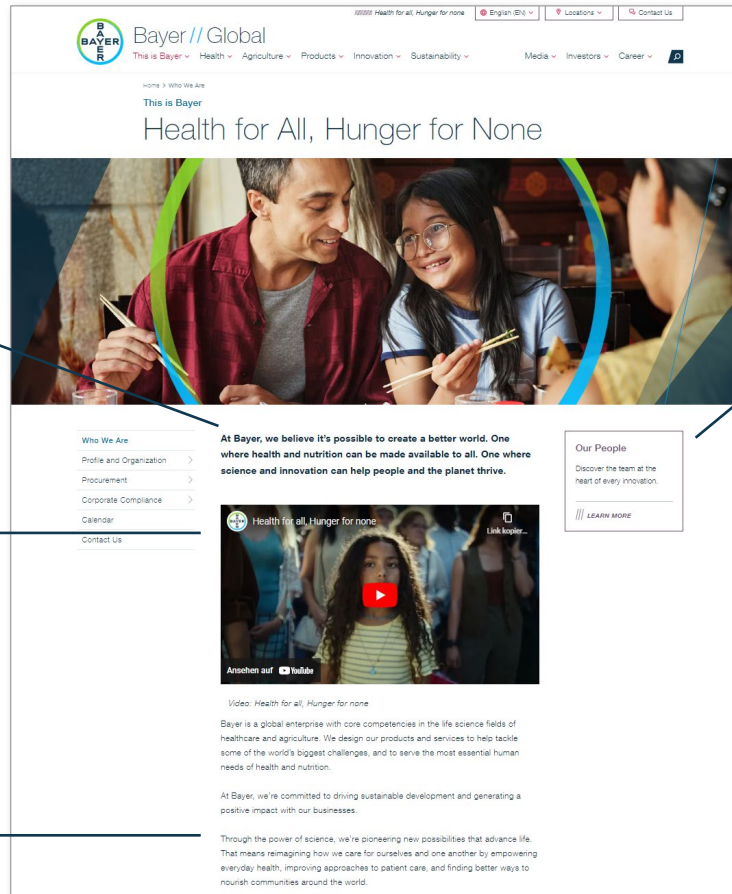 Health for all, Hunger for none
English (EN)
Locations
Contact Us
BAYER
BAYER
Bayer // Global
This is Bayer
Health
Agriculture
Products
Innovation
Sustainability
Media
Investors
Career
Home > Who We Are
This is Bayer
Health for All, Hunger for None
Who We Are
Profile and Organization
Procurement
Corporate Compliance
Calendar
Contact Us
At Bayer, we believe it's possible to create a better world. One
where health and nutrition can be made available to all. One where
science and innovation can help people and the planet thrive.
Health for all, Hunger for none
Link kopier...
Ansehen auf YouTube
Video: Health for all, Hunger for none
Bayer is a global enterprise with core competencies in the life science fields of
healthcare and agriculture. We design our products and services to help tackle
some of the world's biggest challenges, and to serve the most essential human
needs of health and nutrition.
At Bayer, we're committed to driving sustainable development and generating a
positive impact with our businesses.
Through the power of science, we're pioneering new possibilities that advance life.
That means reimagining how we care for ourselves and one another by empowering
everyday health, improving approaches to patient care, and finding better ways to
nourish communities around the world.
Our People
Discover the team at the
heart of every innovation.
LEARN MORE